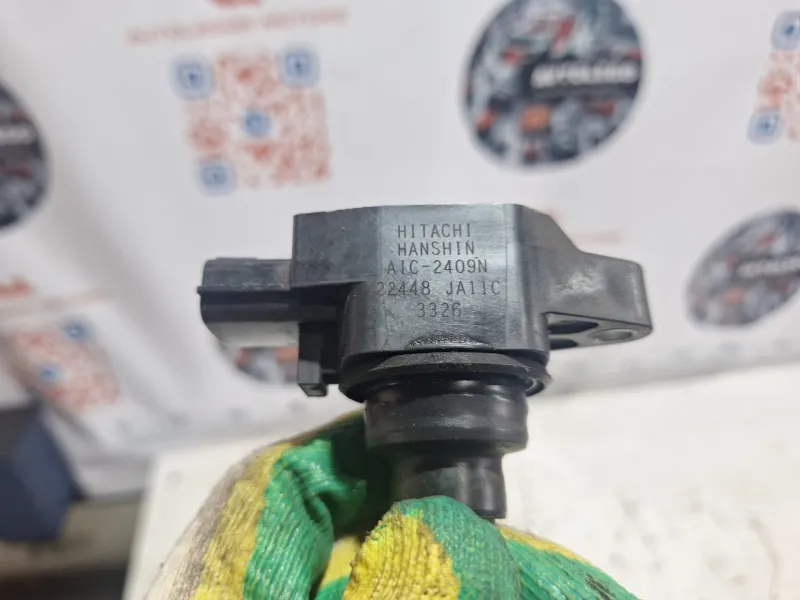 HITACHI
HANSHIN
AIC-2409N
22448 JA11C
3326